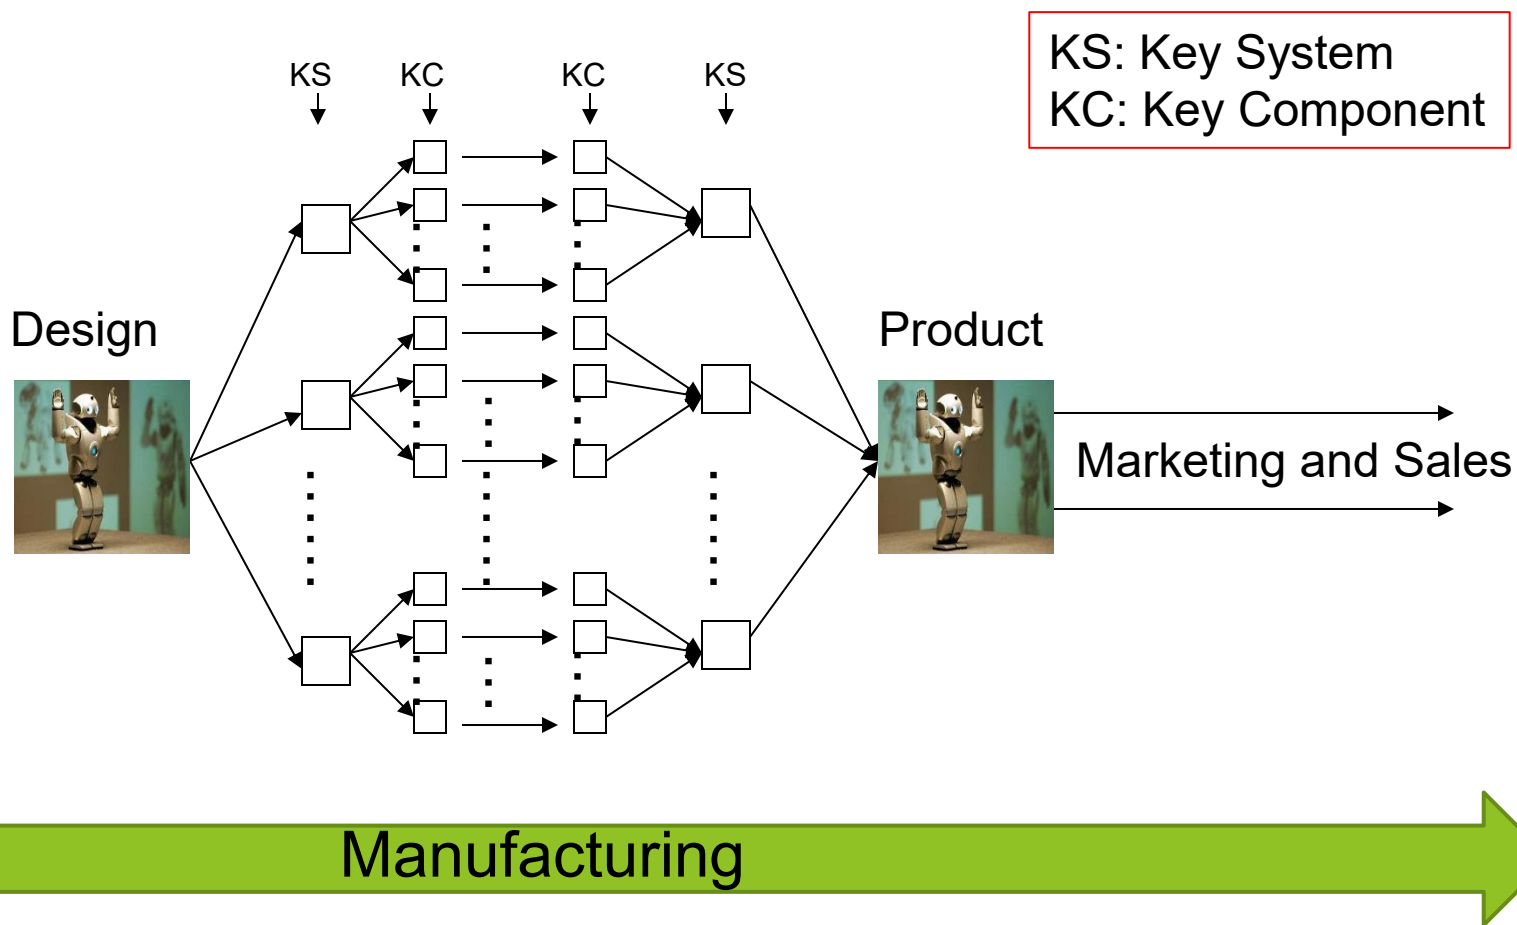 KS: Key System
KC: Key Component
KS KC KC KS
Design
Product
Marketing and Sales
Manufacturing